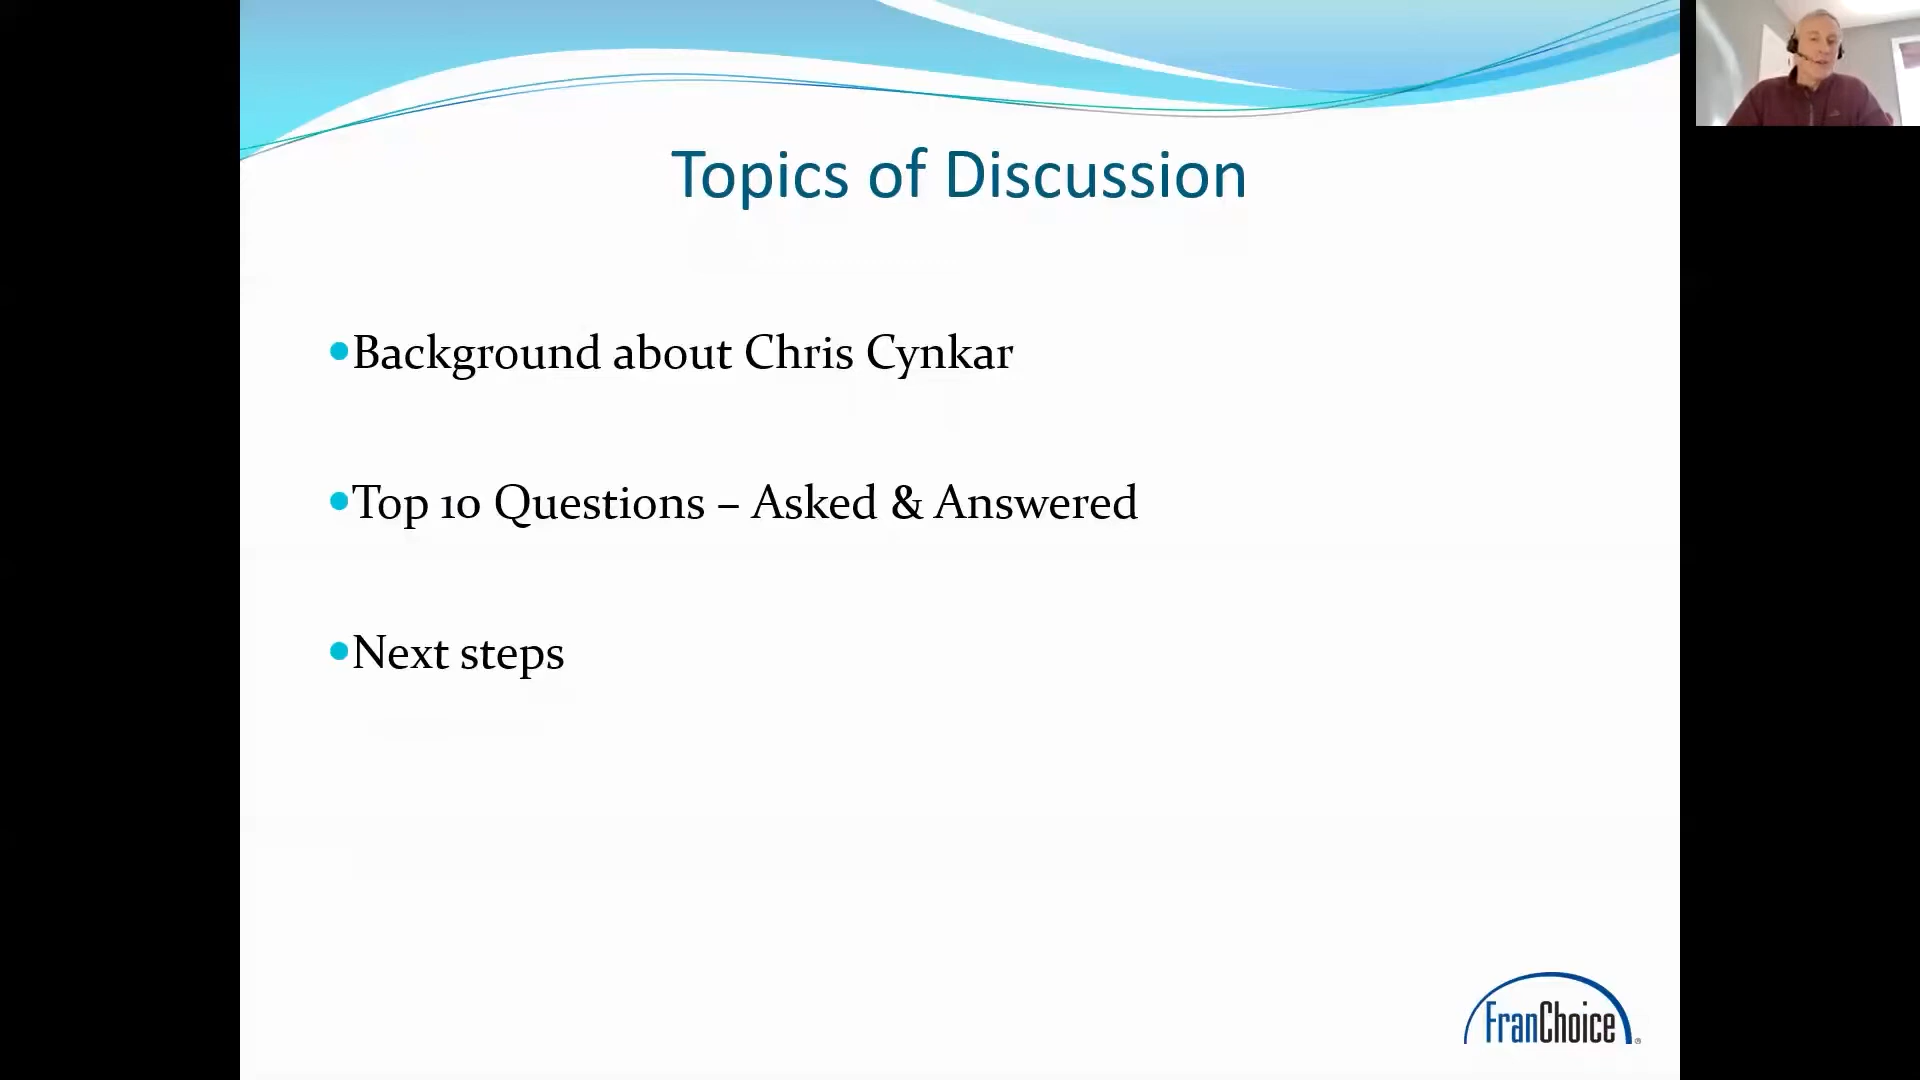 Topics of Discussion
•Background about Chris Cynkar
•Top 10 Questions – Asked & Answered
•Next steps
FranChoice®